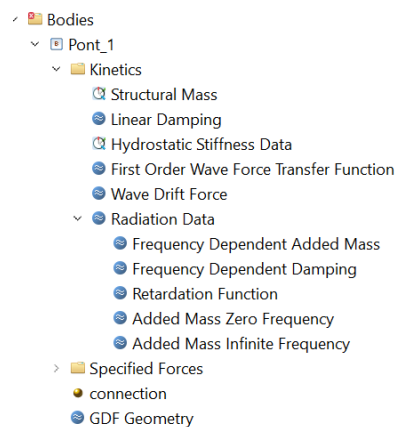 Bodies
B Pont_1
Kinetics
Structural Mass
Linear Damping
Hydrostatic Stiffness Data
First Order Wave Force Transfer Function
Wave Drift Force
Radiation Data
Frequency Dependent Added Mass
Frequency Dependent Damping
Retardation Function
Added Mass Zero Frequency
Added Mass Infinite Frequency
Specified Forces
connection
GDF Geometry